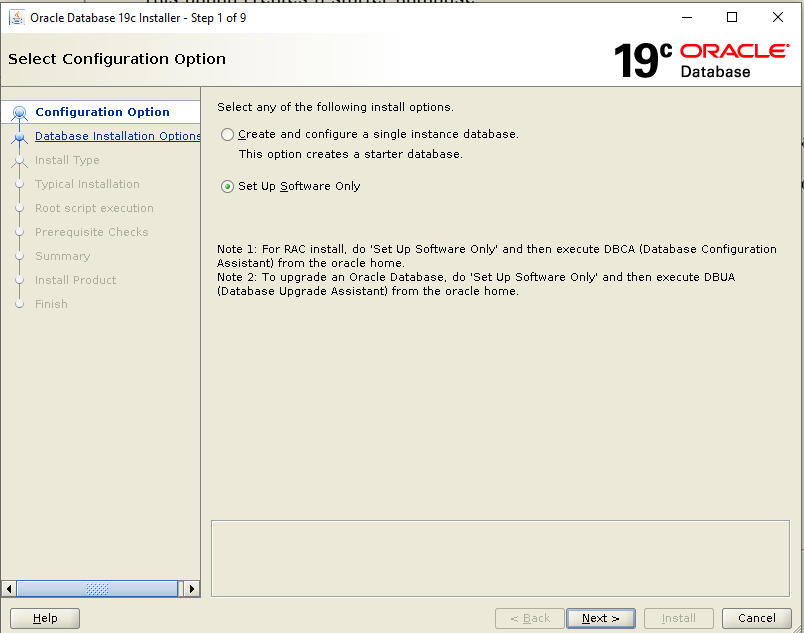 Oracle Database 19c Installer - Step 1 of 9
Select Configuration Option
19c ORACLE
Database
Configuration Option
Database Installation Options
Install Type
Typical Installation
Root script execution
Prerequisite Checks
Summary
Install Product
Finish
Select any of the following install options.
Create and configure a single instance database.
This option creates a starter database.
Set Up Software Only
Note 1: For RAC install, do 'Set Up Software Only' and then execute DBCA (Database Configuration
Assistant) from the oracle home.
Note 2: To upgrade an Oracle Database, do 'Set Up Software Only' and then execute DBUA
(Database Upgrade Assistant) from the oracle home.
Help
< Back
Next >
Install
Cancel